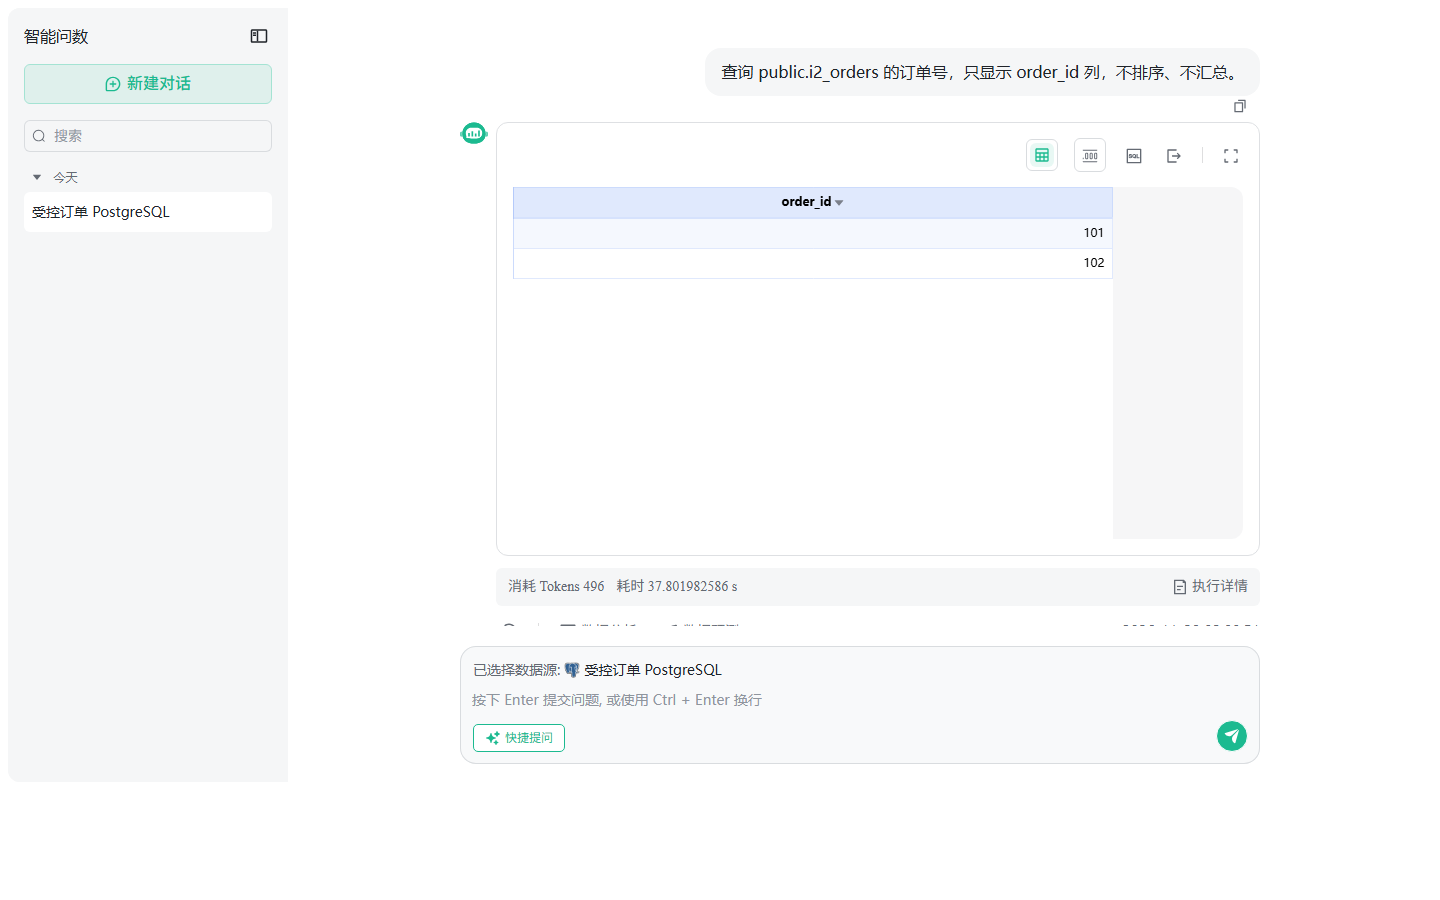 智能问数
新建对话
搜索
今天
受控订单 PostgreSQL
查询 public.i2_orders 的订单号，只显示 order_id 列，不排序、不汇总。
.000
SQL
order_id
101
102
消耗 Tokens 496 耗时 37.801982586 s
执行详情
已选择数据源: 受控订单 PostgreSQL
按下 Enter 提交问题, 或使用 Ctrl + Enter 换行
快捷提问